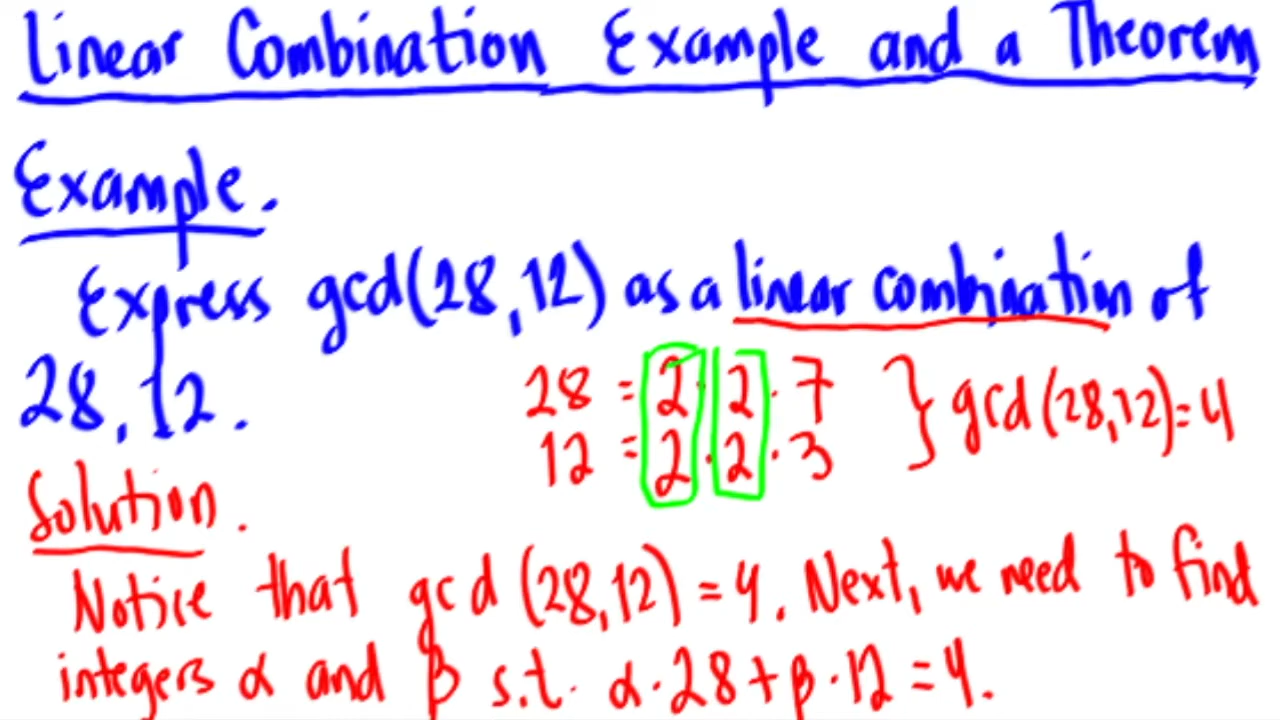 Linear Combination Example and a Theorem
Example.
Express gcd(28,12) as a linear combination of
28, 12.
28 = 2 · 2 · 7
12 = 2 · 2 · 3
} gcd(28,12)=4
Solution.
Notice that gcd (28,12) = 4. Next, we need to find
integers α and β s.t. α · 28 + β · 12 = 4.